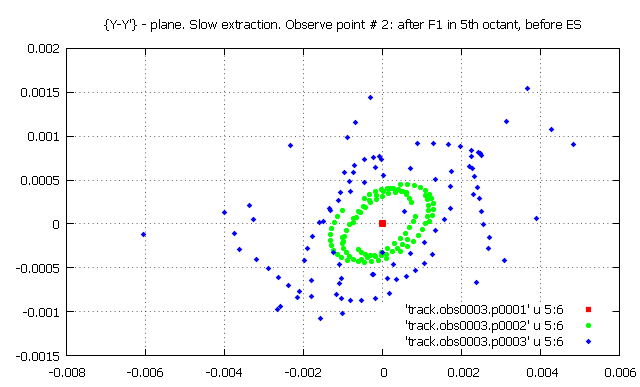 {Y-Y'} - plane. Slow extraction. Observe point # 2: after F1 in 5th octant, before ES
0.002
0.0015
0.001
0.0005
0
-0.0005
-0.001
-0.0015
'track.obs0003.p0001' u 5:6
'track.obs0003.p0002' u 5:6
'track.obs0003.p0003' u 5:6
-0.008 -0.006 -0.004 -0.002 0 0.002 0.004 0.006